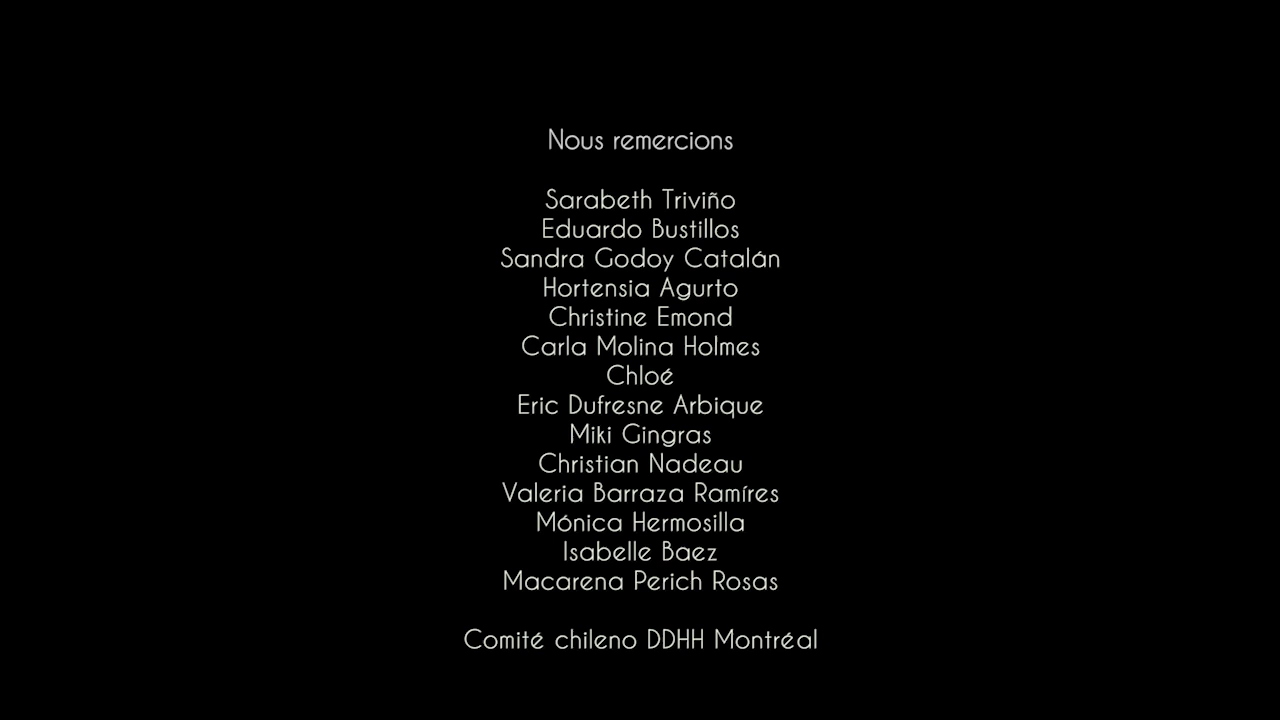 Nous remercions
Sarabeth Triviño
Eduardo Bustillos
Sandra Godoy Catalán
Hortensia Agurto
Christine Emond
Carla Molina Holmes
Chloé
Eric Dufresne Arbique
Miki Gingras
Christian Nadeau
Valeria Barraza Ramíres
Mónica Hermosilla
Isabelle Baez
Macarena Perich Rosas
Comité chileno DDHH Montréal